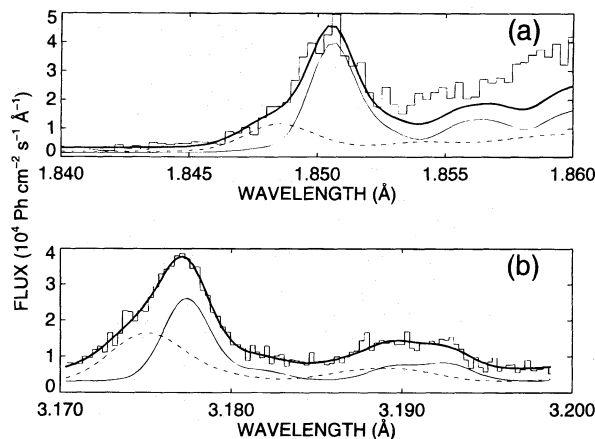 (a)
5
4
3
2
1
0
1.840 1.845 1.850 1.855 1.860
WAVELENGTH (Å)
FLUX (10⁴ Ph cm⁻² s⁻¹ Å⁻¹)
(b)
4
3
2
1
0
3.170 3.180 3.190 3.200
WAVELENGTH (Å)